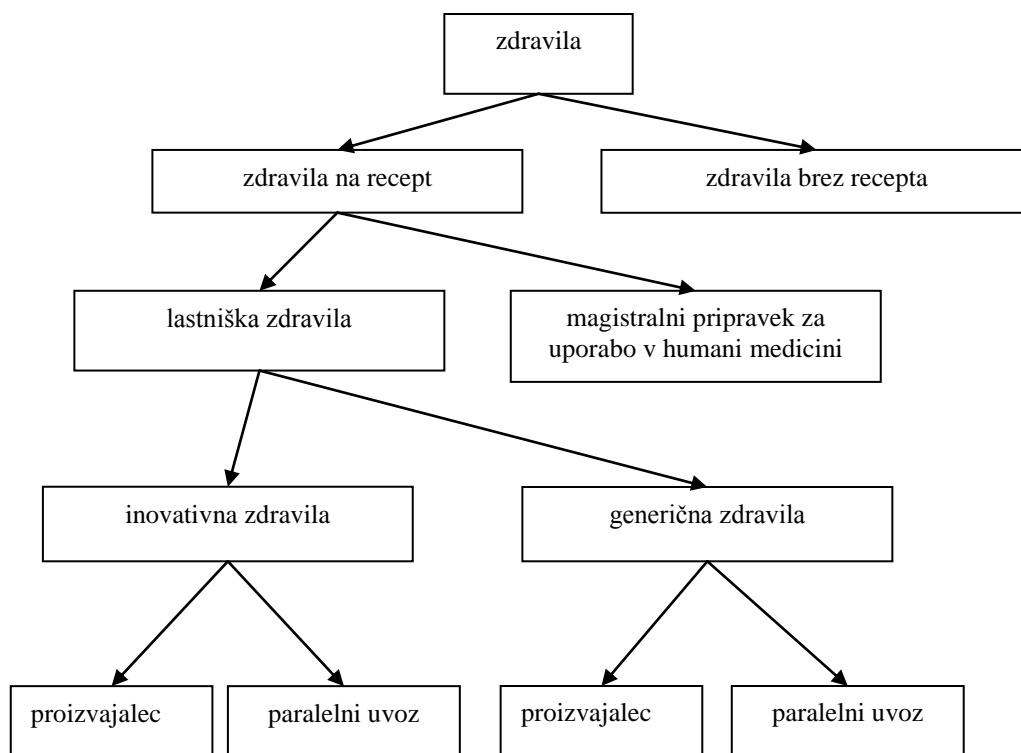 zdravila
zdravila na recept
zdravila brez recepta
lastniška zdravila
magistralni pripravek za
uporabo v humani medicini
inovativna zdravila
generična zdravila
proizvajalec
paralelni uvoz
proizvajalec
paralelni uvoz